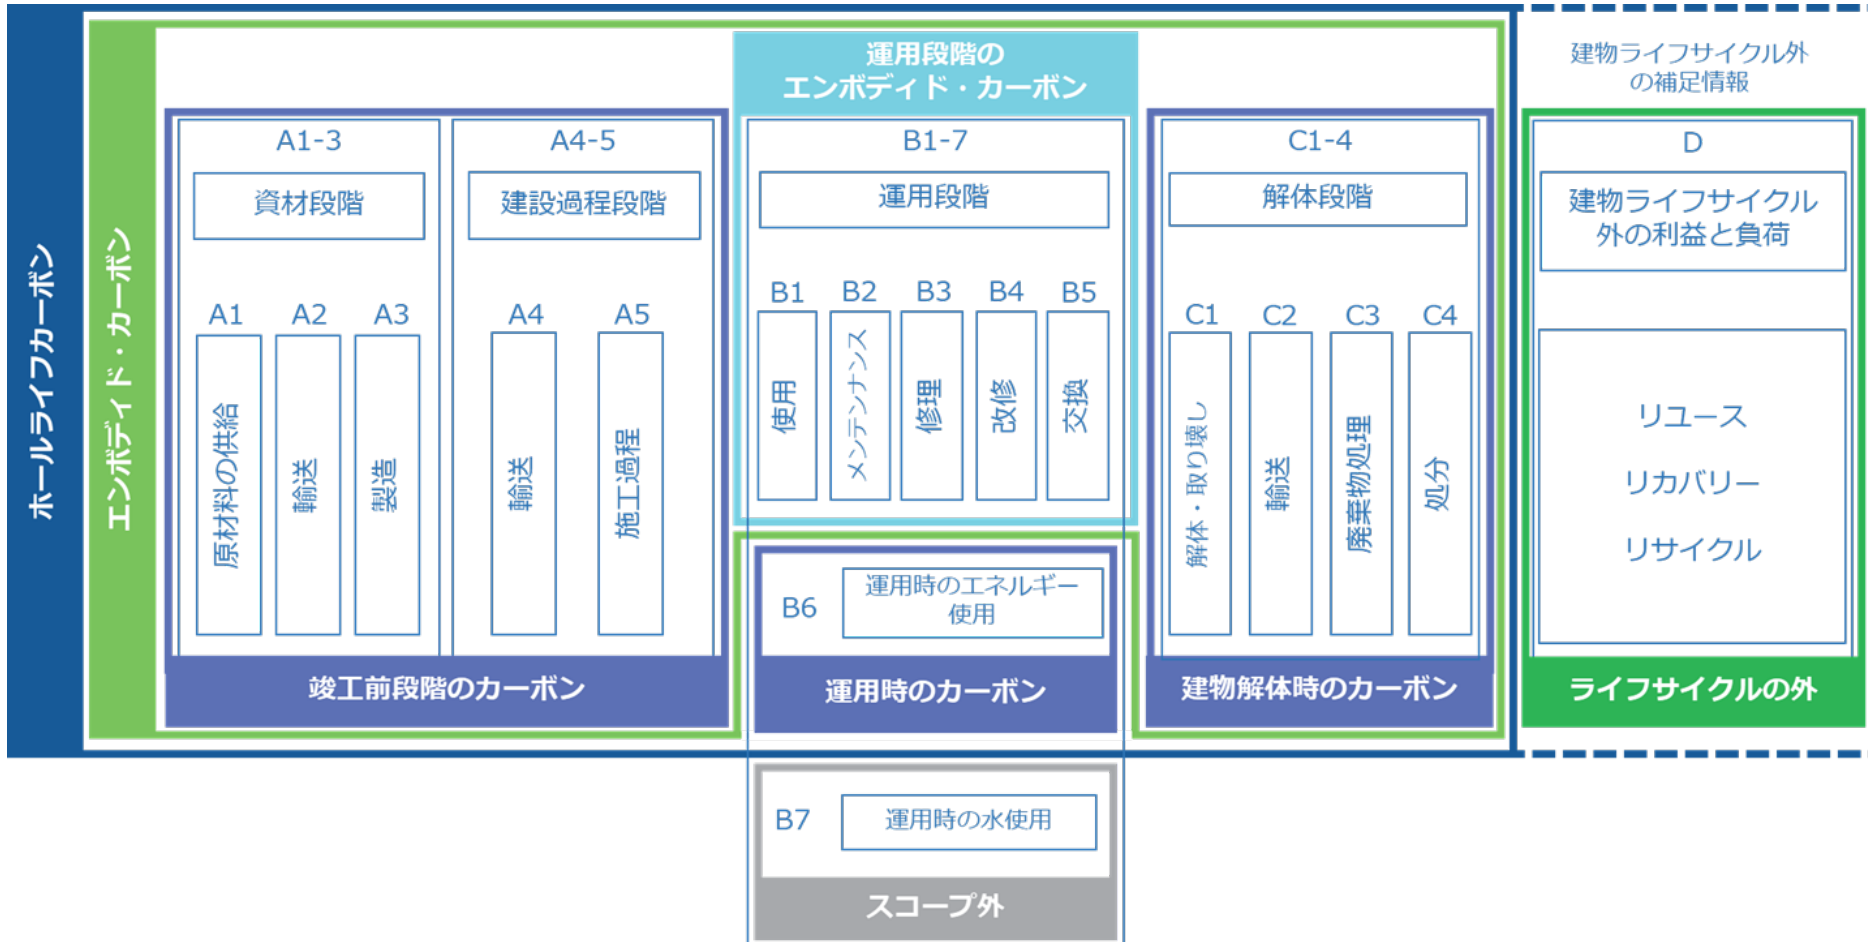 ホールライフカーボン
エンボディド・カーボン
運用段階の
エンボディド・カーボン
建物ライフサイクル外
の補足情報
A1-3
資材段階
A1
原材料の供給
A2
輸送
A3
製造
A4-5
建設過程段階
A4
輸送
A5
施工過程
竣工前段階のカーボン
B1-7
運用段階
B1
使用
B2
メンテンナンス
B3
修理
B4
改修
B5
交換
B6
運用時のエネルギー
使用
運用時のカーボン
B7
運用時の水使用
スコープ外
C1-4
解体段階
C1
解体・取り壊し
C2
輸送
C3
廃棄物処理
C4
処分
建物解体時のカーボン
D
建物ライフサイクル
外の利益と負荷
リユース
リカバリー
リサイクル
ライフサイクルの外